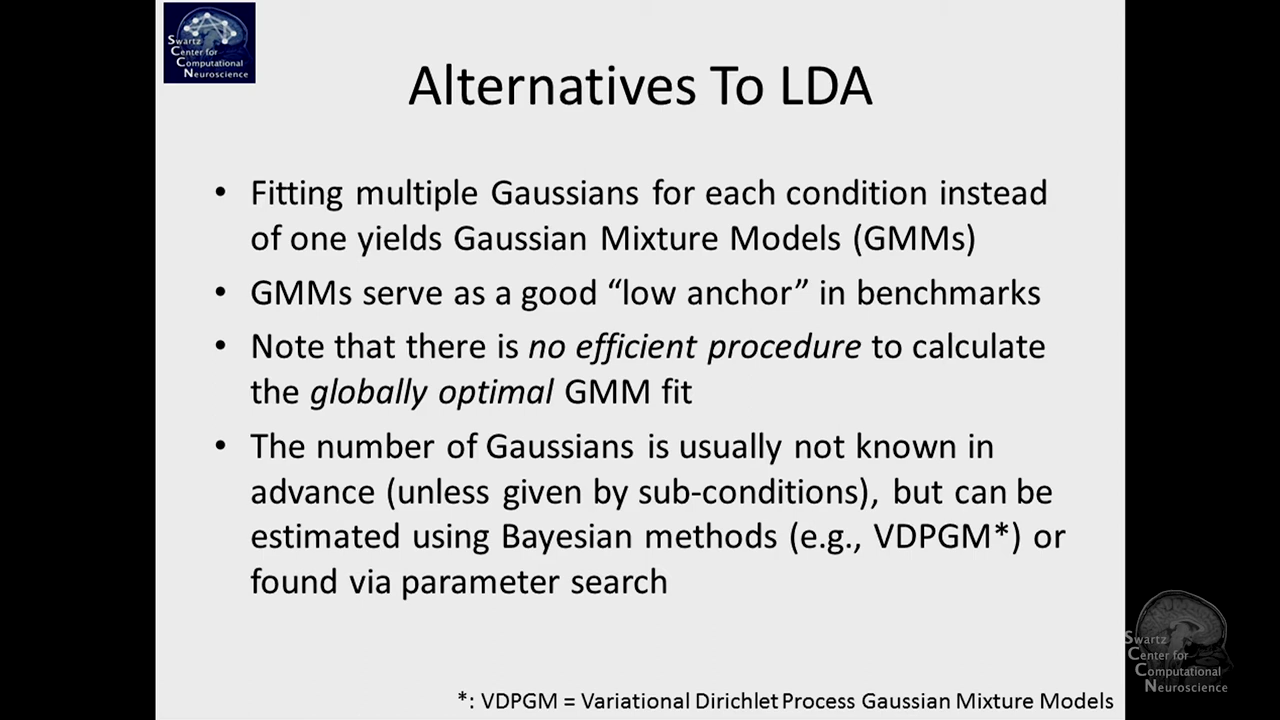 Swartz
Center for
Computational
Neuroscience
Alternatives To LDA
• Fitting multiple Gaussians for each condition instead
of one yields Gaussian Mixture Models (GMMs)
• GMMs serve as a good “low anchor” in benchmarks
• Note that there is no efficient procedure to calculate
the globally optimal GMM fit
• The number of Gaussians is usually not known in
advance (unless given by sub-conditions), but can be
estimated using Bayesian methods (e.g., VDPGM*) or
found via parameter search
*: VDPGM = Variational Dirichlet Process Gaussian Mixture Models
Swartz
Center for
Computational
Neuroscience